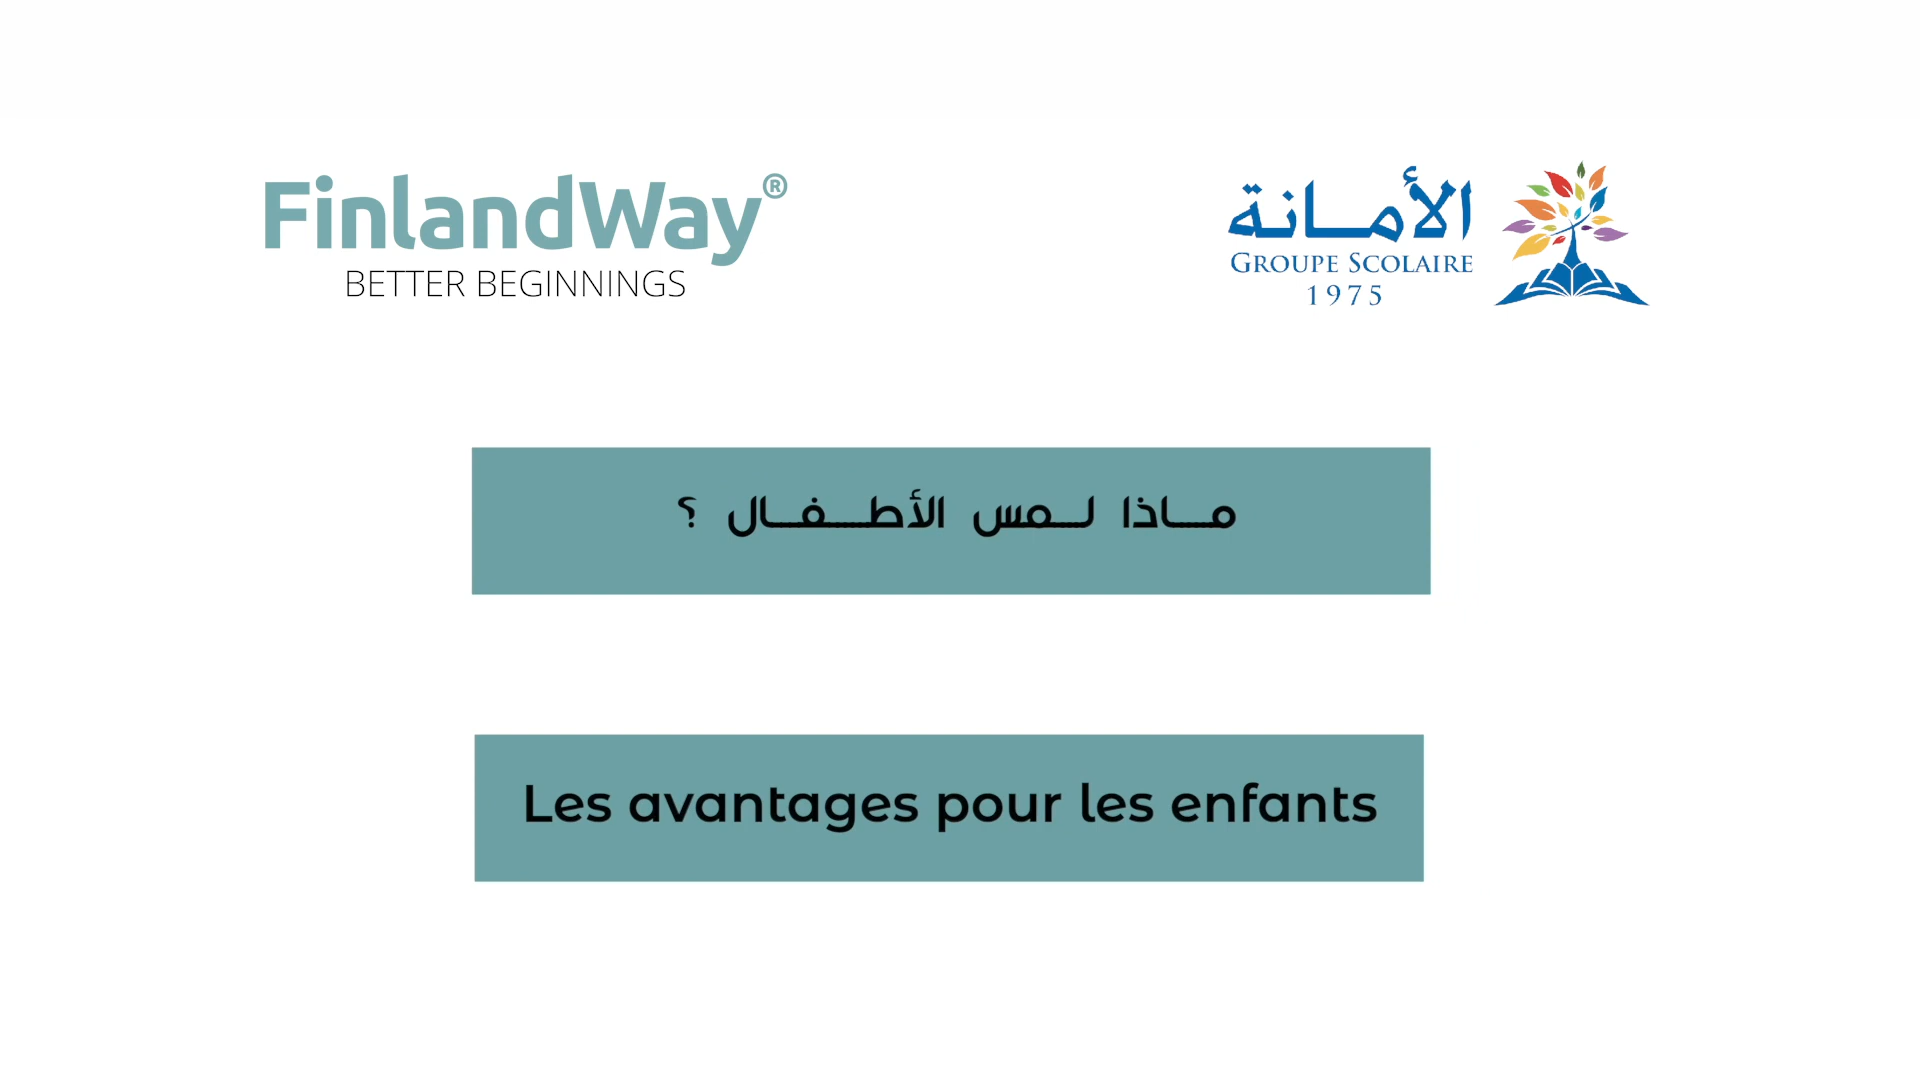 FinlandWay®
BETTER BEGINNINGS
الأمانة
GROUPE SCOLAIRE
1975
ماذا لمس الأطفال ؟
Les avantages pour les enfants